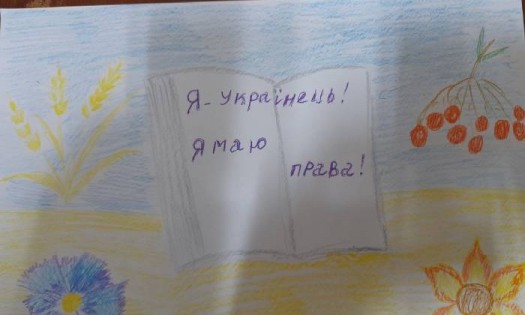 Я - Українець!
Я маю
права!